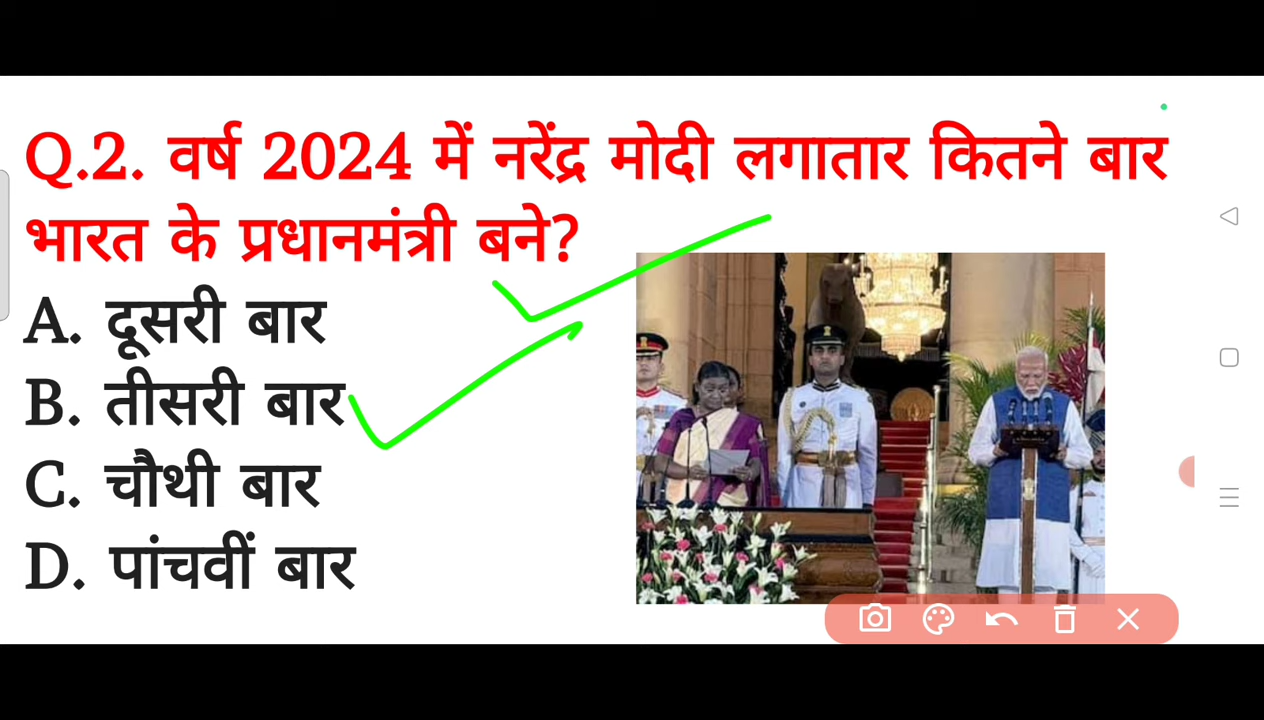 Q.2. वर्ष 2024 में नरेंद्र मोदी लगातार कितने बार
भारत के प्रधानमंत्री बने?
A. दूसरी बार
B. तीसरी बार
C. चौथी बार
D. पांचवीं बार